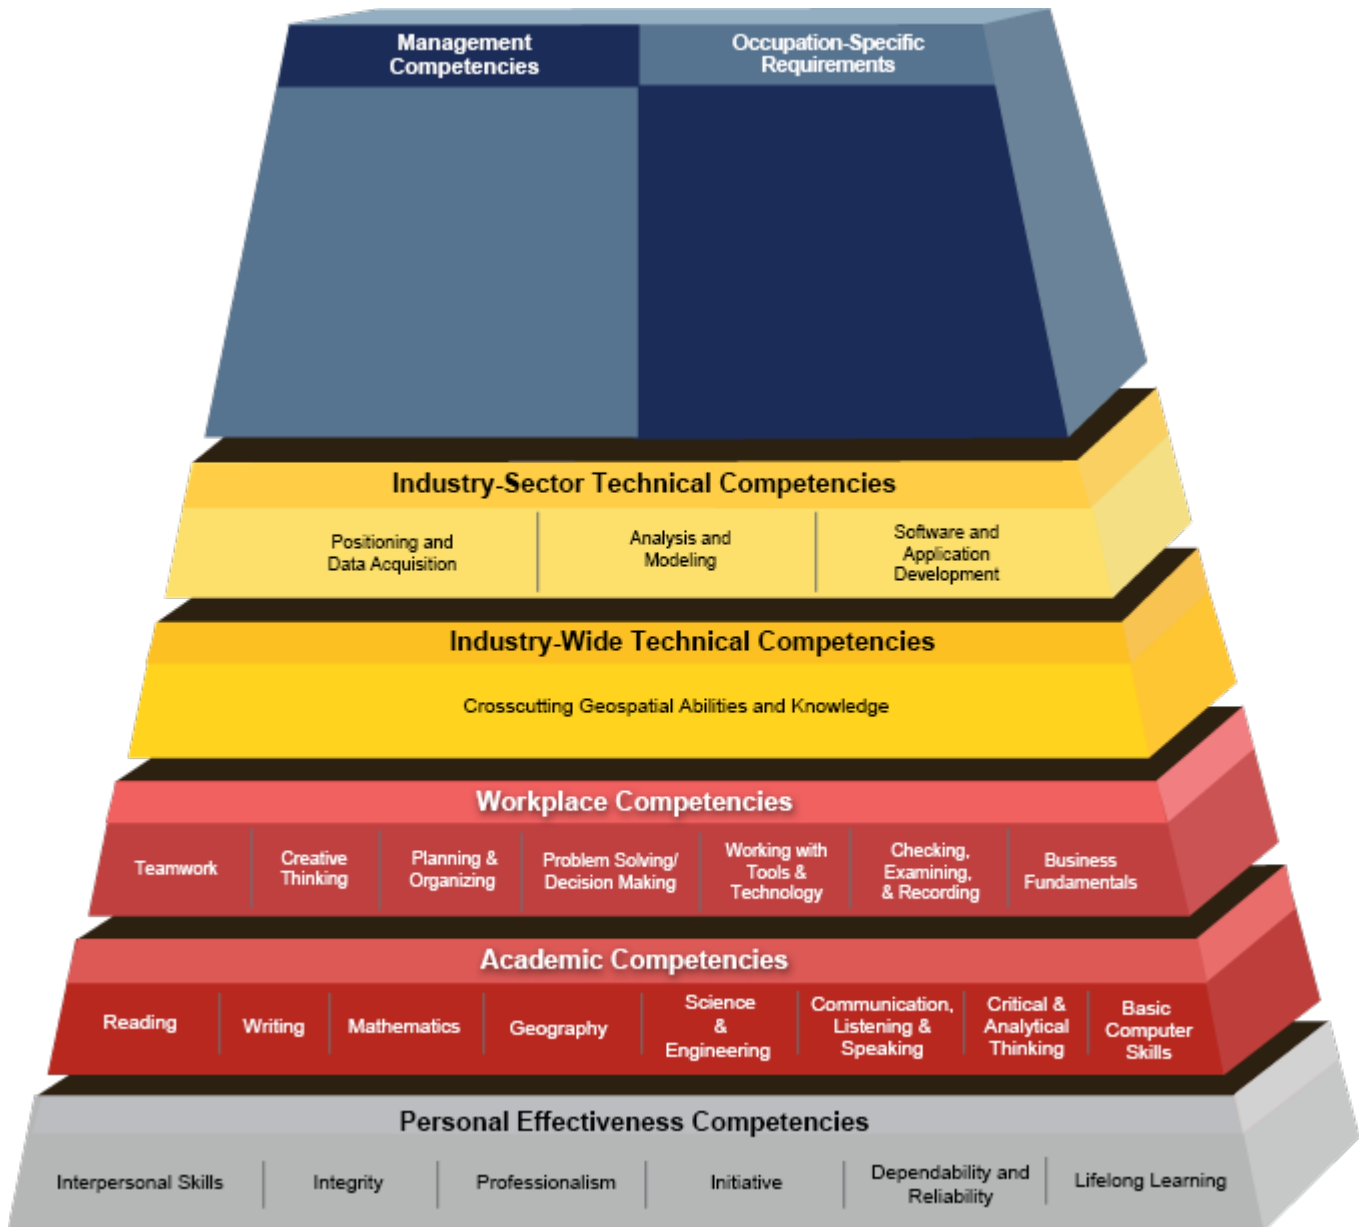 Management
Competencies
Occupation-Specific
Requirements
Industry-Sector Technical Competencies
Positioning and
Data Acquisition
Analysis and
Modeling
Software and
Application
Development
Industry-Wide Technical Competencies
Crosscutting Geospatial Abilities and Knowledge
Workplace Competencies
Teamwork
Creative
Thinking
Planning &
Organizing
Problem Solving/
Decision Making
Working with
Tools &
Technology
Checking,
Examining,
& Recording
Business
Fundamentals
Academic Competencies
Reading
Writing
Mathematics
Geography
Science
&
Engineering
Communication,
Listening &
Speaking
Critical &
Analytical
Thinking
Basic
Computer
Skills
Personal Effectiveness Competencies
Interpersonal Skills
Integrity
Professionalism
Initiative
Dependability and
Reliability
Lifelong Learning